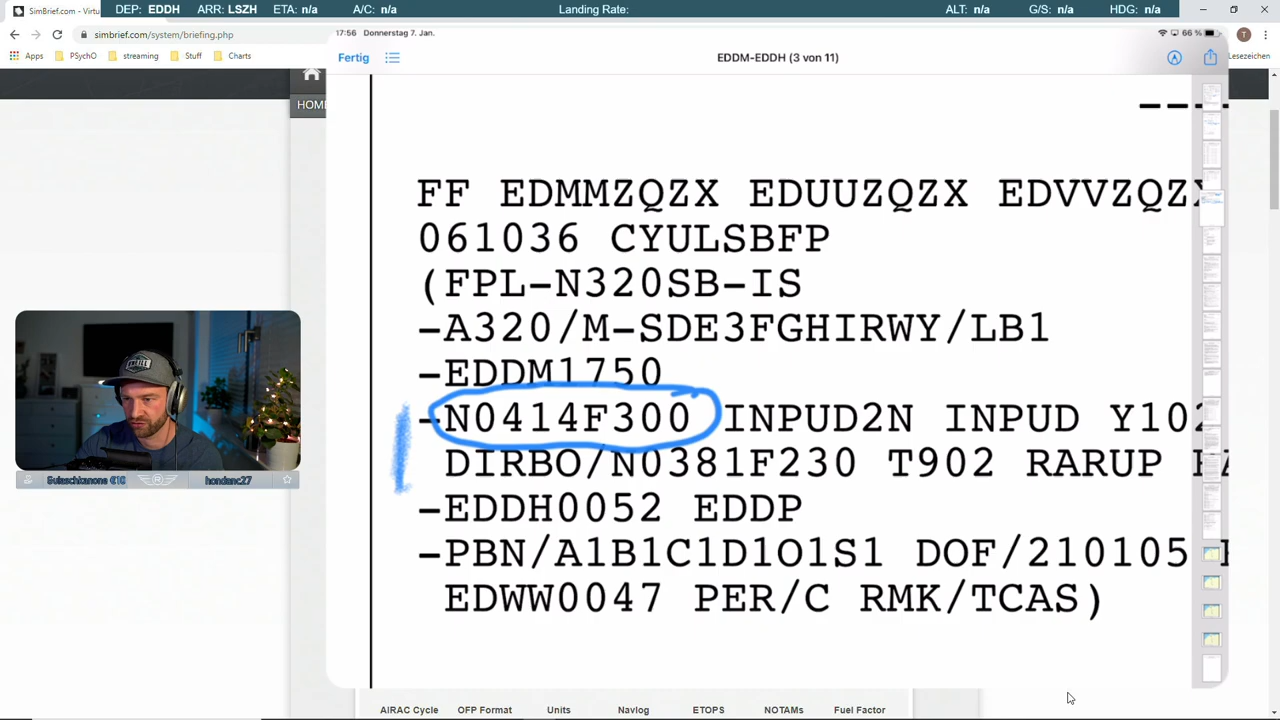 SimBrief.com - Virtu
DEP: EDDH ARR: LSZH ETA: n/a A/C: n/a Landing Rate: ALT: n/a G/S: n/a HDG: n/a
simbrief.com/system/briefing.php
T
Apps PSychO streaming Stuff Charts
Lesezeichen
17:56 Donnerstag 7. Jan.
66 %
Fertig
EDDM-EDDH (3 von 11)
HOME
----
FF EDMMZQZX EDUUZQZX EDVVZQZX
061036 CYULSBFP
(FPL-N320SB-IS
-A320/M-SDE3FGHIRWY/LB1
-EDDM1750
-N0414F300 INPUD2N INPUD Y102
DIRBO/N0381F230 T902 RARUP
-EDDH0052 EDDP
-PBN/A1B1C1D1O1S1 DOF/210105
EDWW0047 PER/C RMK/TCAS)
hondanc27
AIRAC Cycle OFP Format Units Navlog ETOPS NOTAMs Fuel Factor